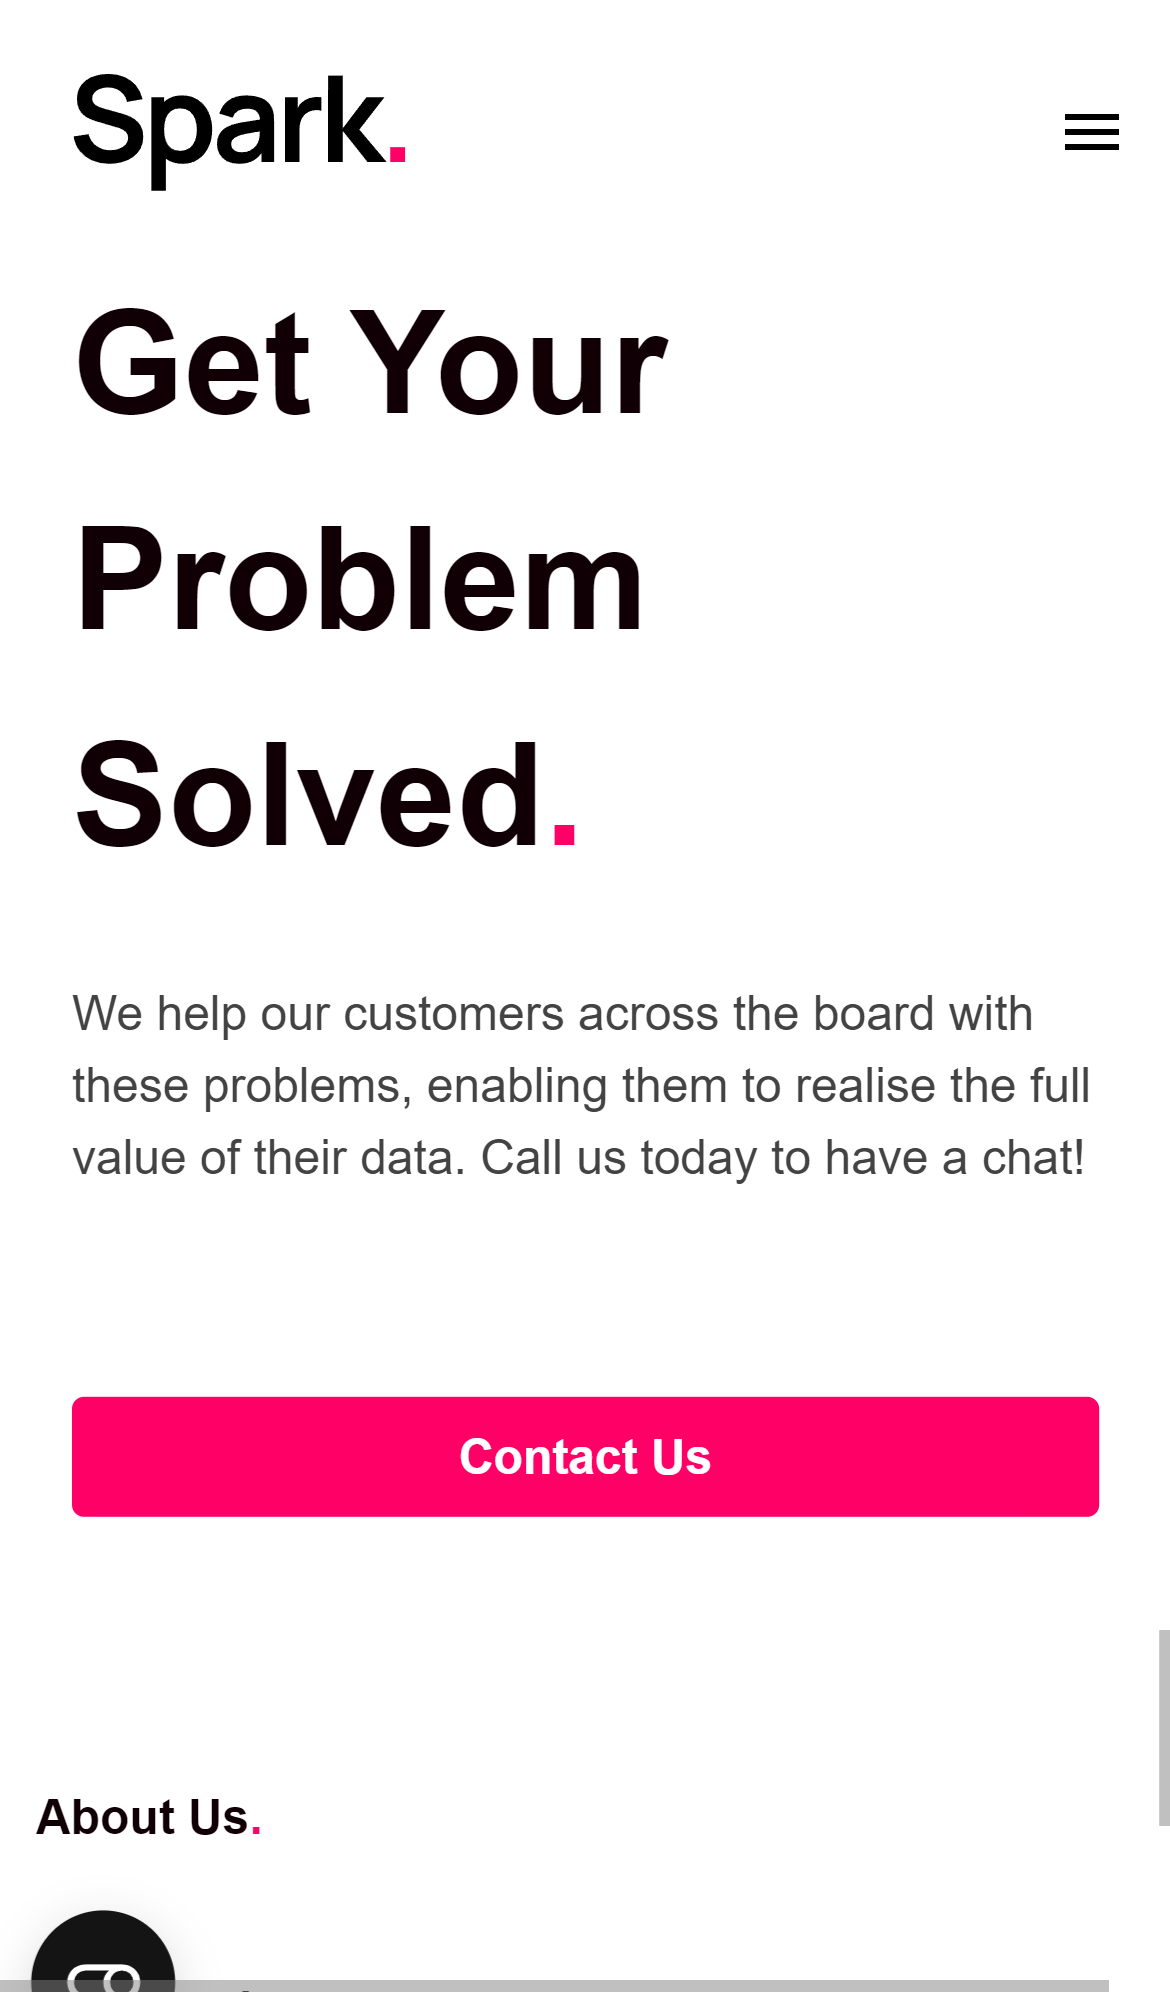 Spark.
Get Your
Problem
Solved.
We help our customers across the board with
these problems, enabling them to realise the full
value of their data. Call us today to have a chat!
Contact Us
About Us.